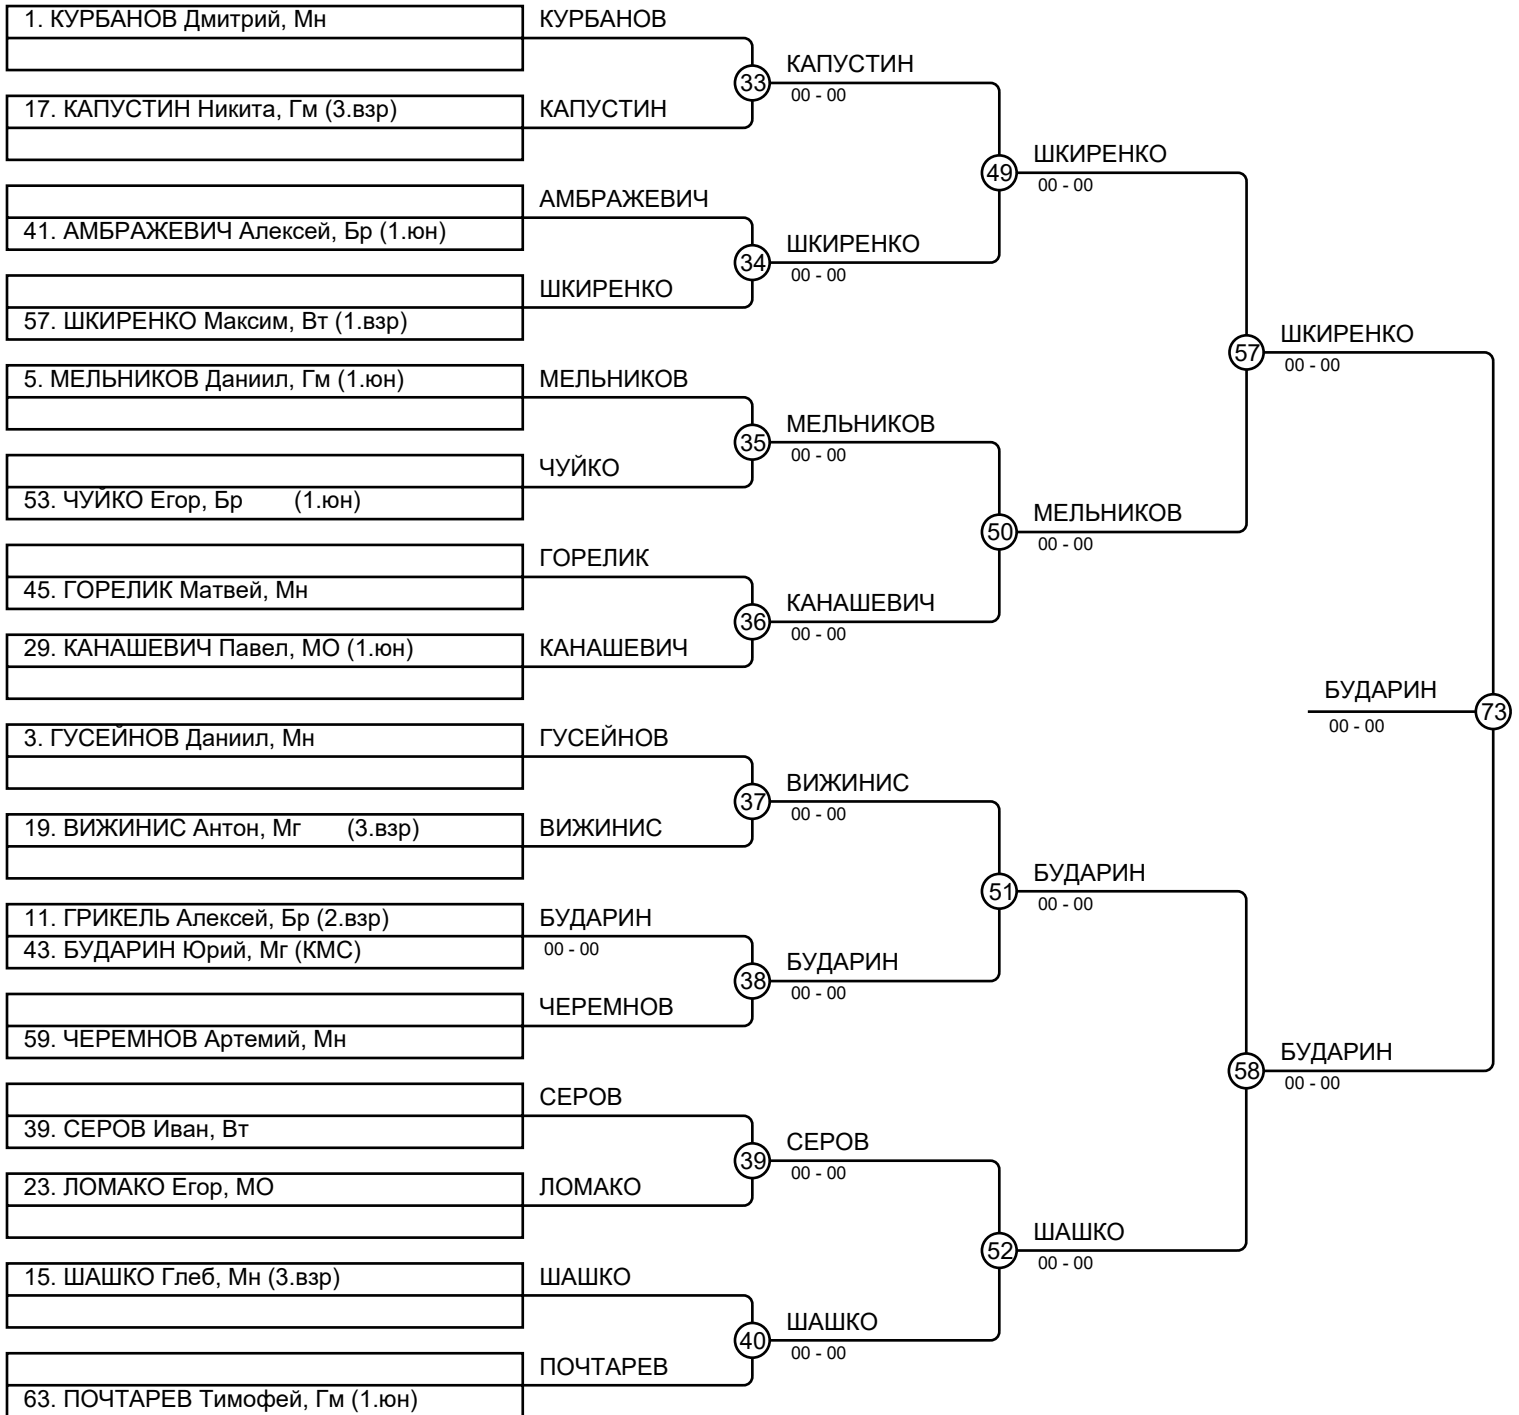 1. КУРБАНОВ Дмитрий, Мн
КУРБАНОВ
КАПУСТИН
33
00 - 00
17. КАПУСТИН Никита, Гм (3.взр)
КАПУСТИН
ШКИРЕНКО
49
00 - 00
АМБРАЖЕВИЧ
41. АМБРАЖЕВИЧ Алексей, Бр (1.юн)
ШКИРЕНКО
34
00 - 00
ШКИРЕНКО
57. ШКИРЕНКО Максим, Вт (1.взр)
ШКИРЕНКО
57
00 - 00
5. МЕЛЬНИКОВ Даниил, Гм (1.юн)
МЕЛЬНИКОВ
МЕЛЬНИКОВ
35
00 - 00
ЧУЙКО
53. ЧУЙКО Егор, Бр (1.юн)
МЕЛЬНИКОВ
50
00 - 00
ГОРЕЛИК
45. ГОРЕЛИК Матвей, Мн
КАНАШЕВИЧ
36
00 - 00
29. КАНАШЕВИЧ Павел, МО (1.юн)
КАНАШЕВИЧ
БУДАРИН
73
00 - 00
3. ГУСЕЙНОВ Даниил, Мн
ГУСЕЙНОВ
ВИЖИНИС
37
00 - 00
19. ВИЖИНИС Антон, Мг (3.взр)
ВИЖИНИС
БУДАРИН
51
00 - 00
11. ГРИКЕЛЬ Алексей, Бр (2.взр)
БУДАРИН
43. БУДАРИН Юрий, Мг (КМС)
00 - 00
БУДАРИН
38
00 - 00
ЧЕРЕМНОВ
59. ЧЕРЕМНОВ Артемий, Мн
БУДАРИН
58
00 - 00
СЕРОВ
39. СЕРОВ Иван, Вт
СЕРОВ
39
00 - 00
23. ЛОМАКО Егор, МО
ЛОМАКО
ШАШКО
52
00 - 00
15. ШАШКО Глеб, Мн (3.взр)
ШАШКО
ШАШКО
40
00 - 00
ПОЧТАРЕВ
63. ПОЧТАРЕВ Тимофей, Гм (1.юн)